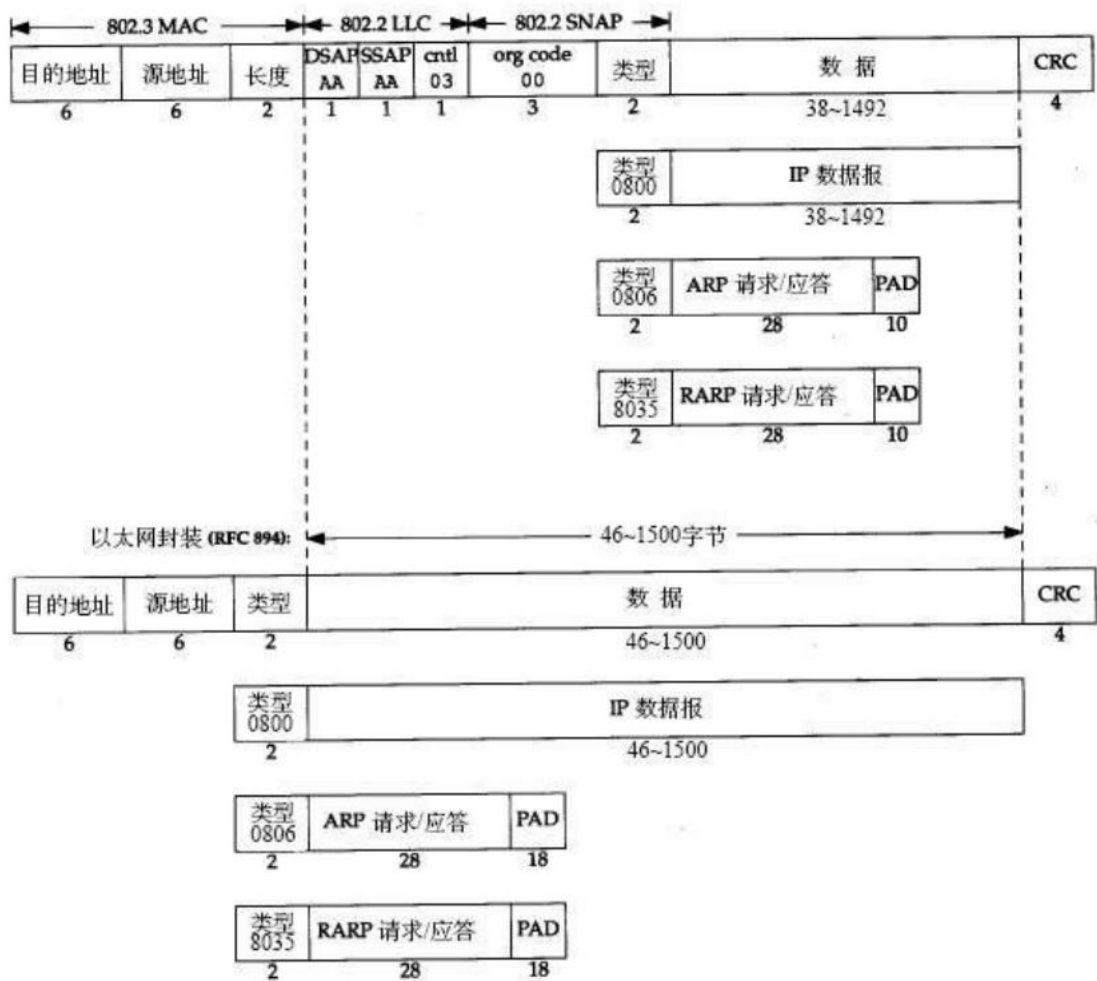 802.3 MAC 802.2 LLC 802.2 SNAP
目的地址 源地址 长度 DSAP AA SSAP AA cntl 03 org code 00 类型 数 据 CRC
6 6 2 1 1 1 3 2 38~1492 4
类型 0800 IP 数据报
2 38~1492
类型 0806 ARP 请求/应答 PAD
2 28 10
类型 8035 RARP 请求/应答 PAD
2 28 10
以太网封装 (RFC 894): 46~1500字节
目的地址 源地址 类型 数 据 CRC
6 6 2 46~1500 4
类型 0800 IP 数据报
2 46~1500
类型 0806 ARP 请求/应答 PAD
2 28 18
类型 8035 RARP 请求/应答 PAD
2 28 18